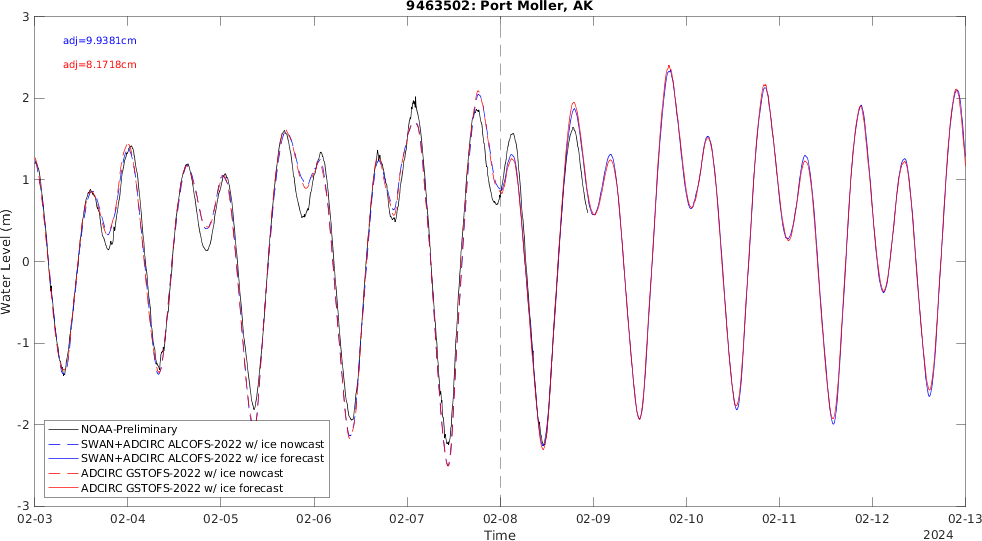 9463502: Port Moller, AK
adj=9.9381cm
adj=8.1718cm
Water Level (m)
3
2
1
0
-1
-2
-3
NOAA-Preliminary
SWAN+ADCIRC ALCOFS-2022 w/ ice nowcast
SWAN+ADCIRC ALCOFS-2022 w/ ice forecast
ADCIRC GSTOFS-2022 w/ ice nowcast
ADCIRC GSTOFS-2022 w/ ice forecast
02-03 02-04 02-05 02-06 02-07 02-08 02-09 02-10 02-11 02-12 02-13
Time
2024